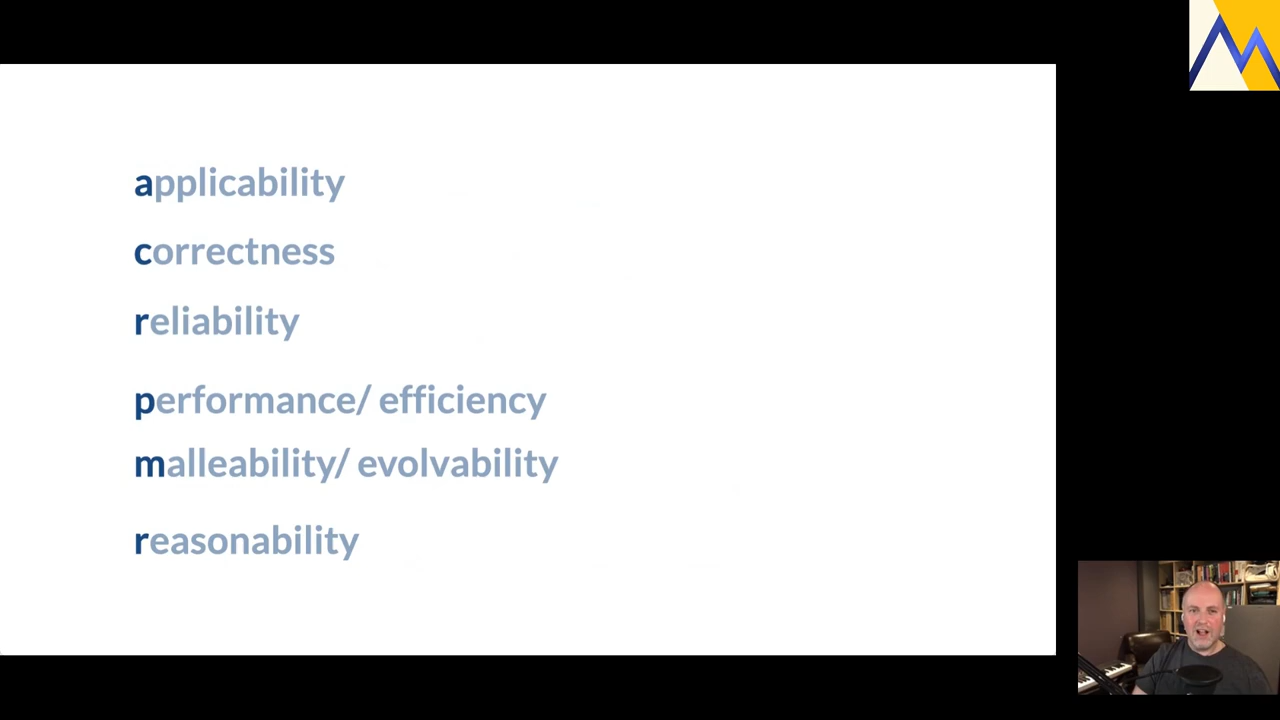 applicability
correctness
reliability
performance/ efficiency
malleability/ evolvability
reasonability